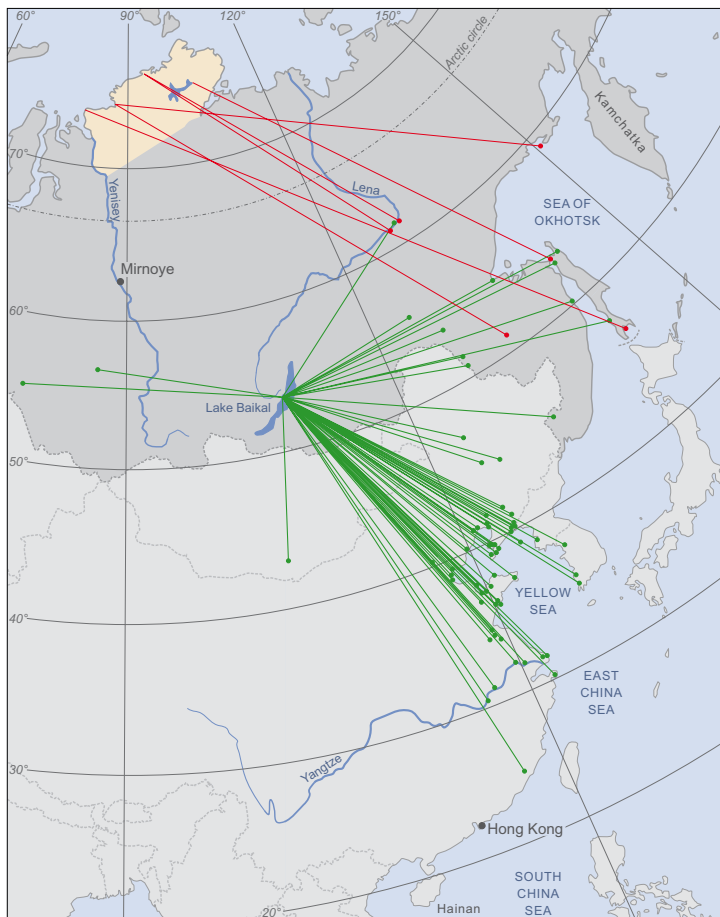 60°
90°
120°
150°
Arctic circle
Kamchatka
70°
Yenisey
Lena
SEA OF
OKHOTSK
Mirnoye
60°
Lake Baikal
50°
40°
YELLOW
SEA
EAST
CHINA
SEA
Yangtze
30°
Hong Kong
SOUTH
CHINA
SEA
Hainan
20°